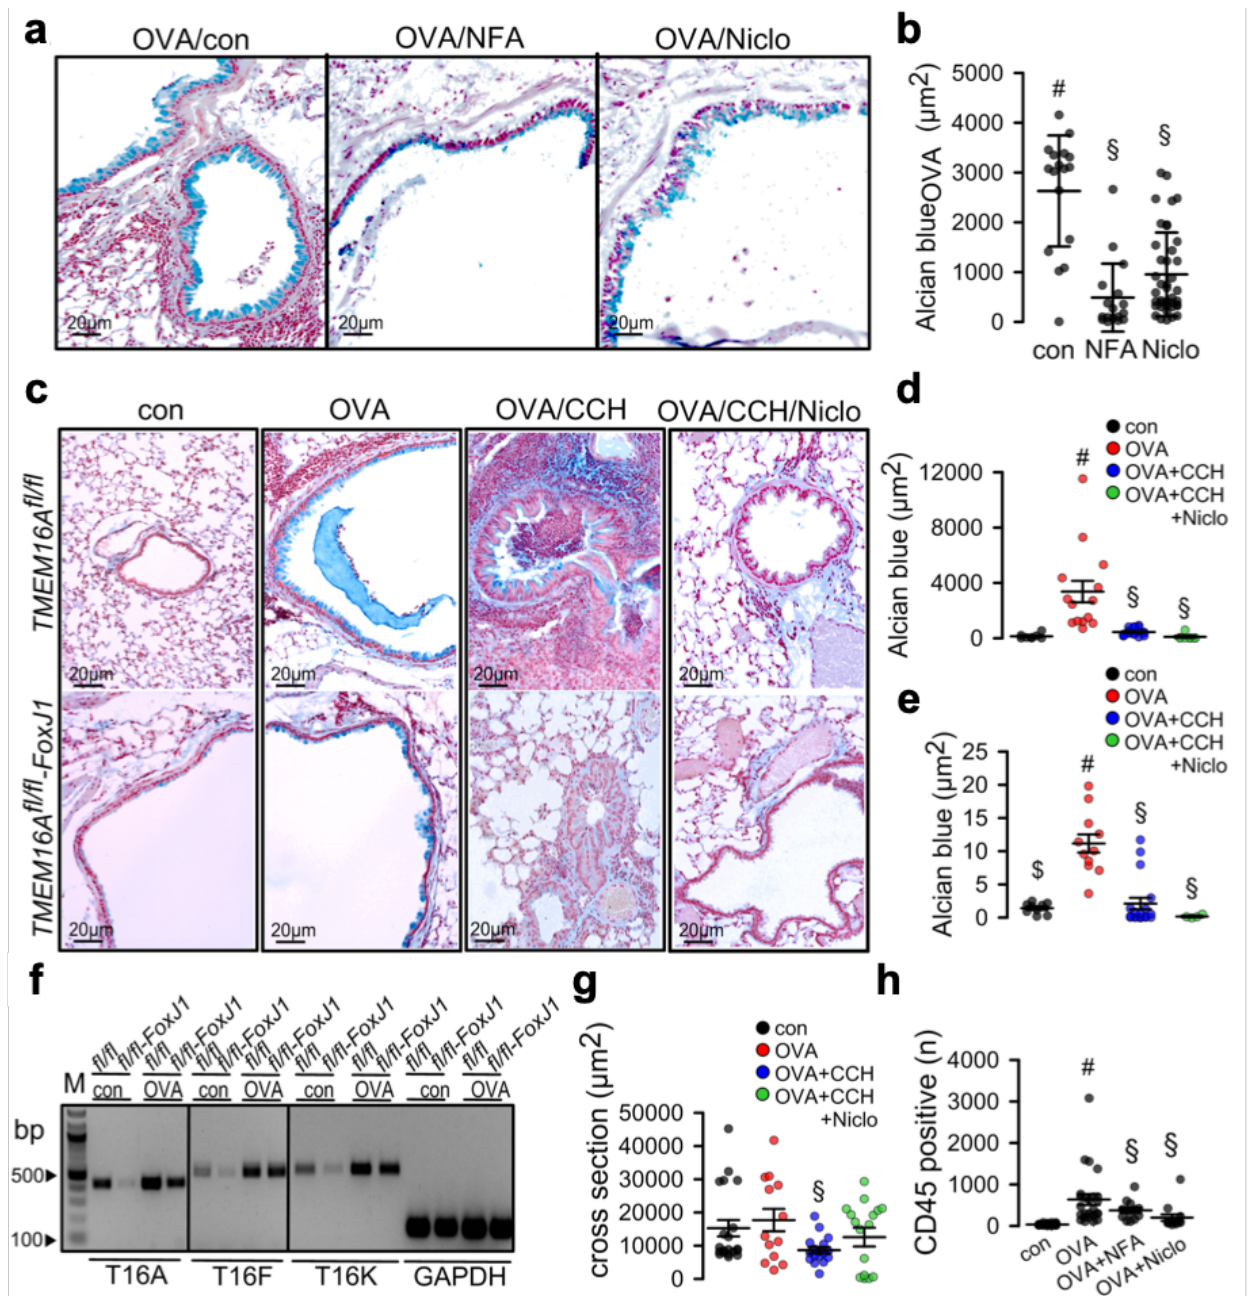 a
OVA/con
OVA/NFA
OVA/Niclo
20µm
20µm
20µm
b
Alcian blueOVA (µm2)
5000
4000
3000
2000
1000
0
#
§
§
con NFA Niclo
c
con
OVA
OVA/CCH
OVA/CCH/Niclo
TMEM16Afl/fl
20µm
20µm
20µm
20µm
TMEM16Afl/fl-FoxJ1
20µm
20µm
20µm
20µm
d
con
OVA
OVA+CCH
OVA+CCH
+Niclo
Alcian blue (µm2)
12000
8000
4000
0
#
§
§
e
con
OVA
OVA+CCH
OVA+CCH
+Niclo
Alcian blue (µm2)
25
20
15
10
5
0
$
#
§
§
f
fl/fl
fl/fl-FoxJ1
fl/fl
fl/fl-FoxJ1
fl/fl
fl/fl-FoxJ1
fl/fl
fl/fl-FoxJ1
fl/fl
fl/fl-FoxJ1
fl/fl
fl/fl-FoxJ1
fl/fl
fl/fl-FoxJ1
fl/fl
fl/fl-FoxJ1
M
con OVA con OVA con OVA con OVA
bp
500
100
T16A T16F T16K GAPDH
g
con
OVA
OVA+CCH
OVA+CCH
+Niclo
cross section (µm2)
50000
40000
30000
20000
10000
0
§
h
CD45 positive (n)
4000
3000
2000
1000
0
#
§
§
con
OVA
OVA+NFA
OVA+Niclo